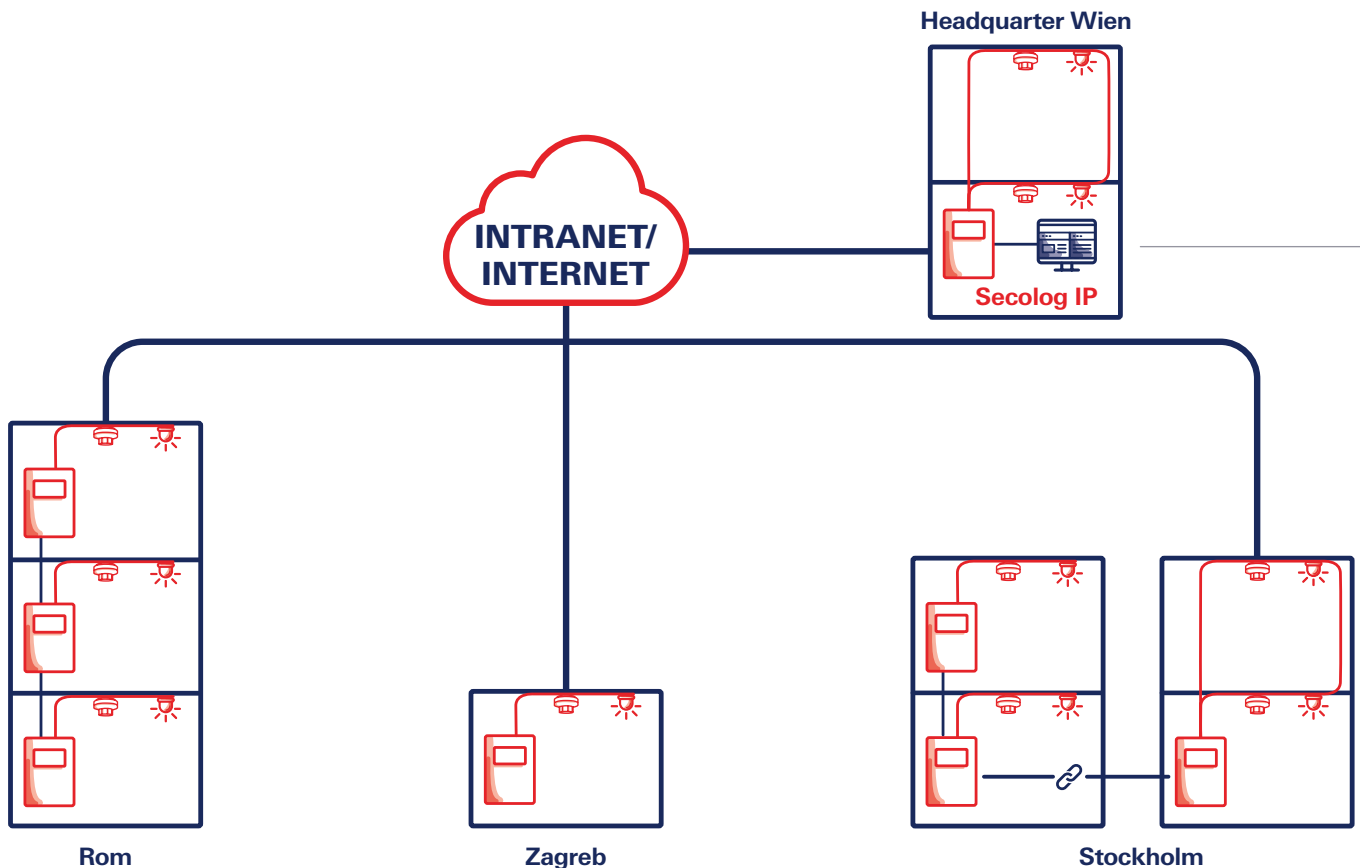 Headquarter Wien
INTRANET/
INTERNET
Secolog IP
Rom
Zagreb
Stockholm